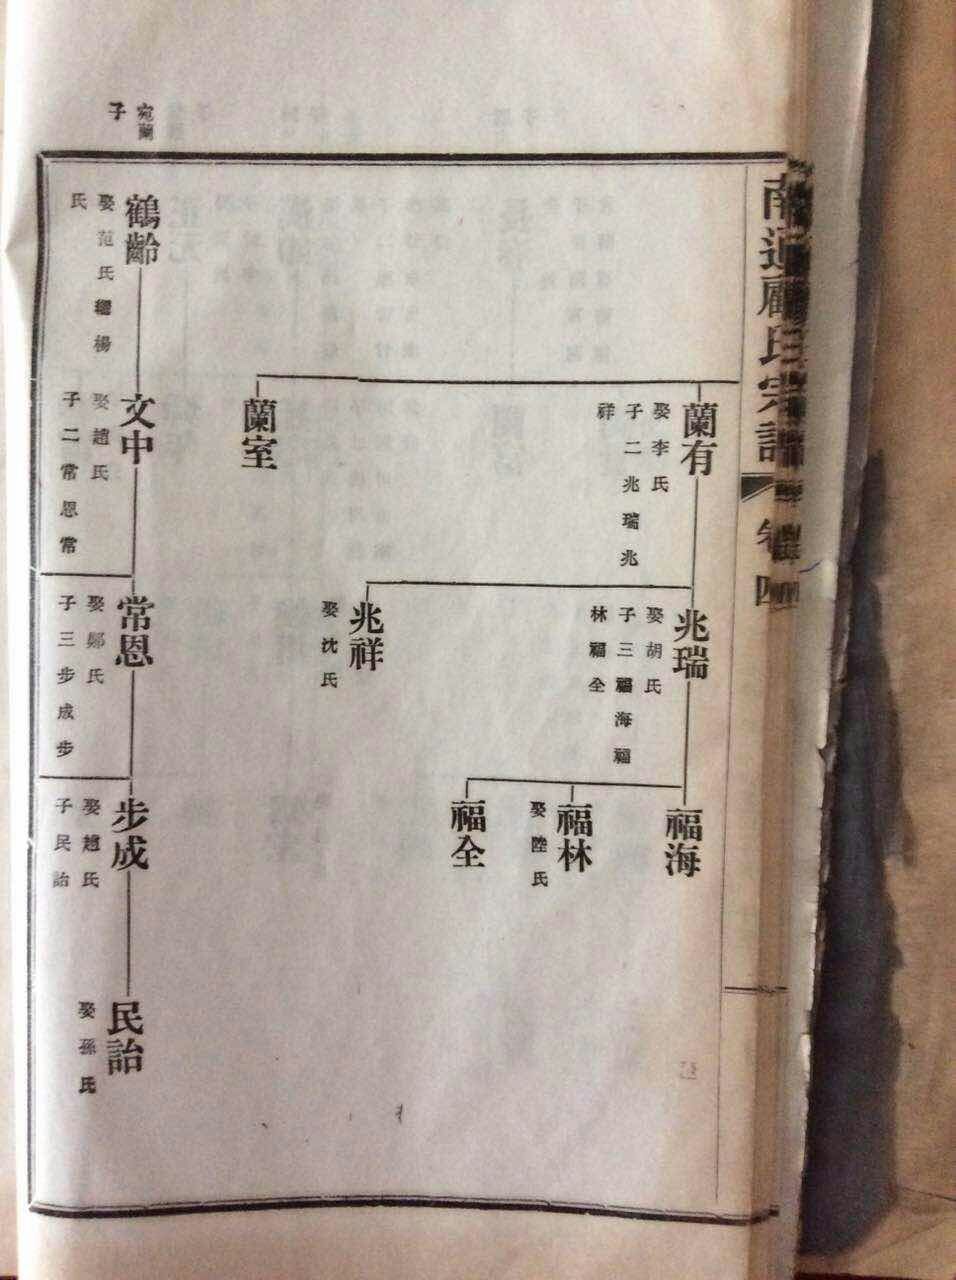 南通顧氏宗譜
卷四
蘭有
娶李氏
子二兆瑞兆
祥
蘭室
兆瑞
娶胡氏
子三福海福
林福全
兆祥
娶沈氏
福海
福林
娶陸氏
福全
宛蘭
子
鶴齡
娶范氏繼楊
氏
文中
娶趙氏
子二常恩常
常恩
娶鄭氏
子三步成步
步成
娶趙氏
子民詒
民詒
娶孫氏